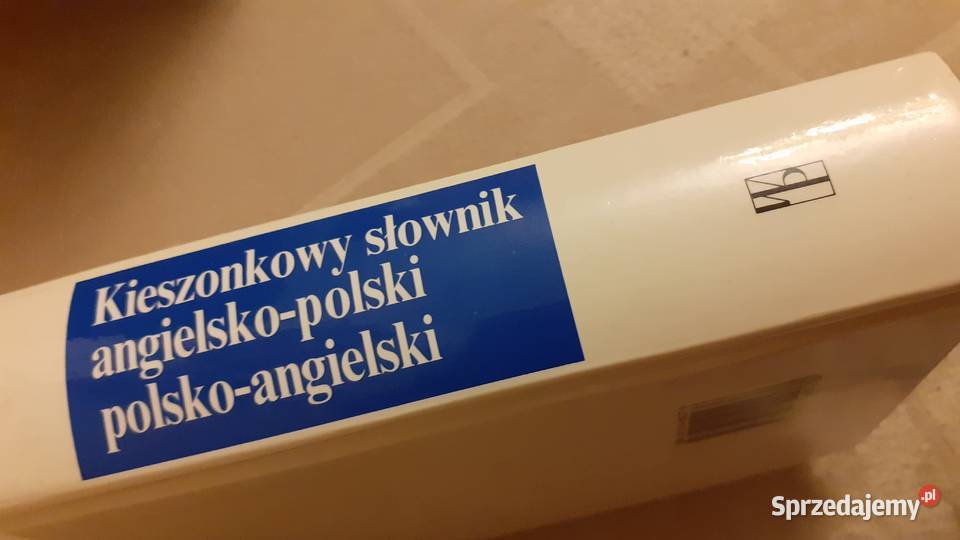 Kieszonkowy słownik
angielsko-polski
polsko-angielski
Sprzedajemy.pl